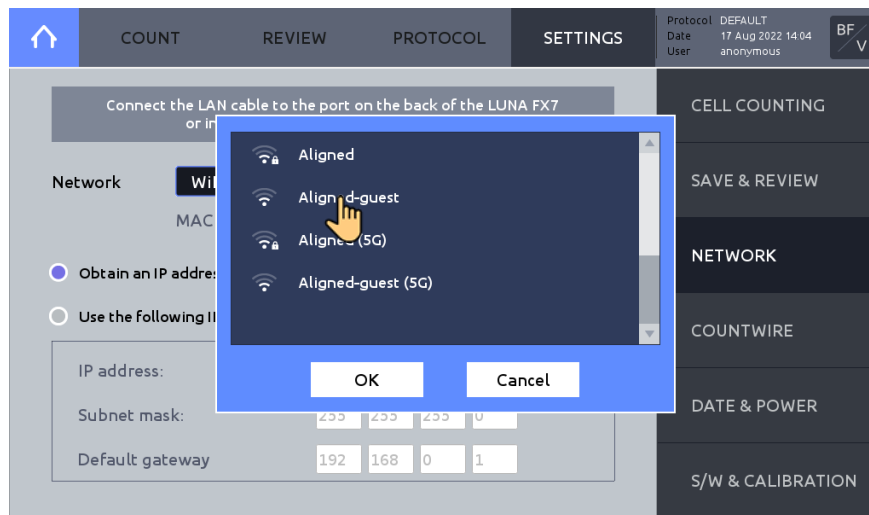 COUNT REVIEW PROTOCOL SETTINGS
Protocol DEFAULT
Date 17 Aug 2022 14:04
User anonymous
BF/V
Connect the LAN cable to the port on the back of the LUNA FX7
or
Network
MAC
Obtain an IP
Use the following
IP address:
Subnet mask: 255 255 255 0
Default gateway 192 168 0 1
Aligned
Aligned-guest
Aligned (5G)
Aligned-guest (5G)
OK Cancel
CELL COUNTING
SAVE & REVIEW
NETWORK
COUNTWIRE
DATE & POWER
S/W & CALIBRATION